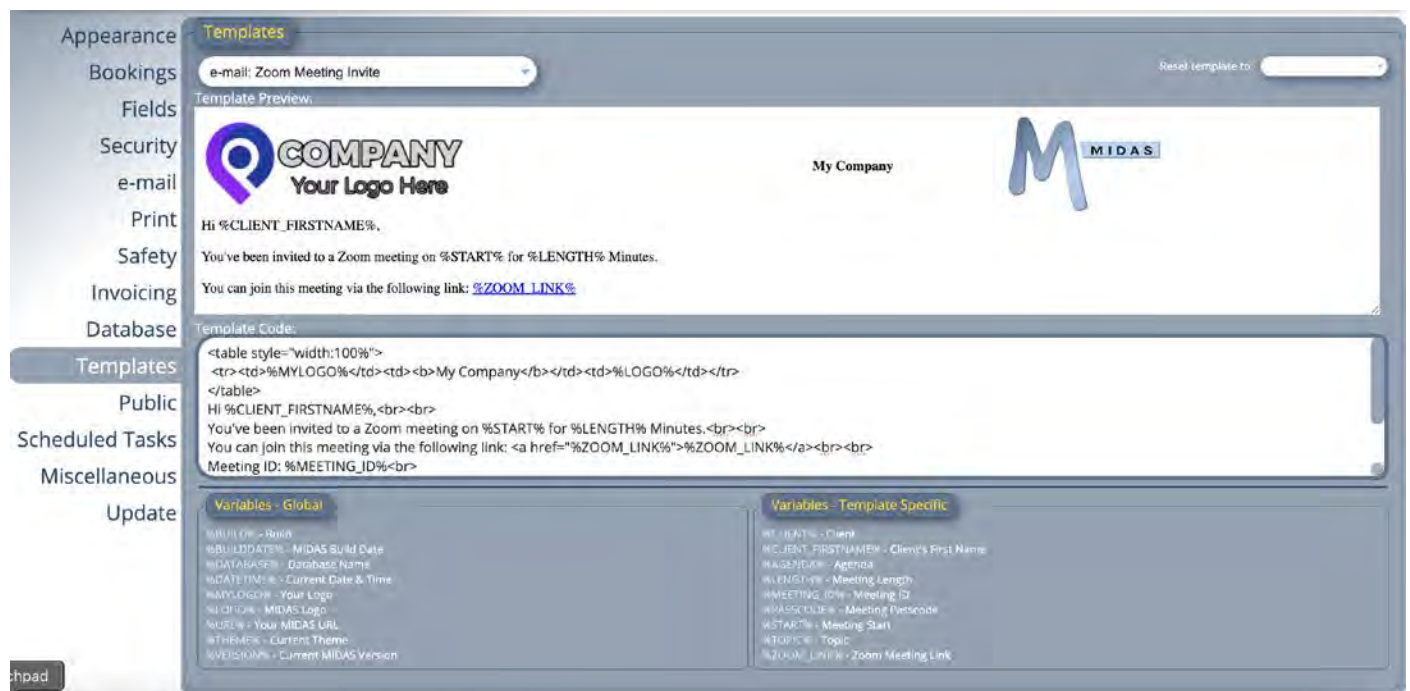 Appearance
Bookings
Fields
Security
e-mail
Print
Safety
Invoicing
Database
Templates
Public
Scheduled Tasks
Miscellaneous
Update
hpad
Templates
e-mail: Zoom Meeting Invite
Reset template to:
Template Preview:
COMPANY
Your Logo Here
My Company
M MIDAS
Hi %CLIENT_FIRSTNAME%,
You've been invited to a Zoom meeting on %START% for %LENGTH% Minutes.
You can join this meeting via the following link: %ZOOM_LINK%
Template Code:
<table style="width:100%">
<tr><td>%MYLOGO%</td><td><b>My Company</b></td><td>%LOGO%</td></tr>
</table>
Hi %CLIENT_FIRSTNAME%,<br><br>
You've been invited to a Zoom meeting on %START% for %LENGTH% Minutes.<br><br>
You can join this meeting via the following link: <a href="%ZOOM_LINK%">%ZOOM_LINK%</a><br><br>
Meeting ID: %MEETING_ID%<br>
Variables - Global
%BUILD% - Build
%BUILDDATE% - MIDAS Build Date
%DATABASE% - Database Name
%DATETIME% - Current Date & Time
%MYLOGO% - Your Logo
%LOGO% - MIDAS Logo
%URL% - Your MIDAS URL
%THEME% - Current Theme
%VERSION% - Current MIDAS Version
Variables - Template Specific
%CLIENT% - Client
%CLIENT_FIRSTNAME% - Client's First Name
%AGENDA% - Agenda
%LENGTH% - Meeting Length
%MEETING_ID% - Meeting ID
%PASSCODE% - Meeting Passcode
%START% - Meeting Start
%TOPIC% - Topic
%ZOOM_LINK% - Zoom Meeting Link